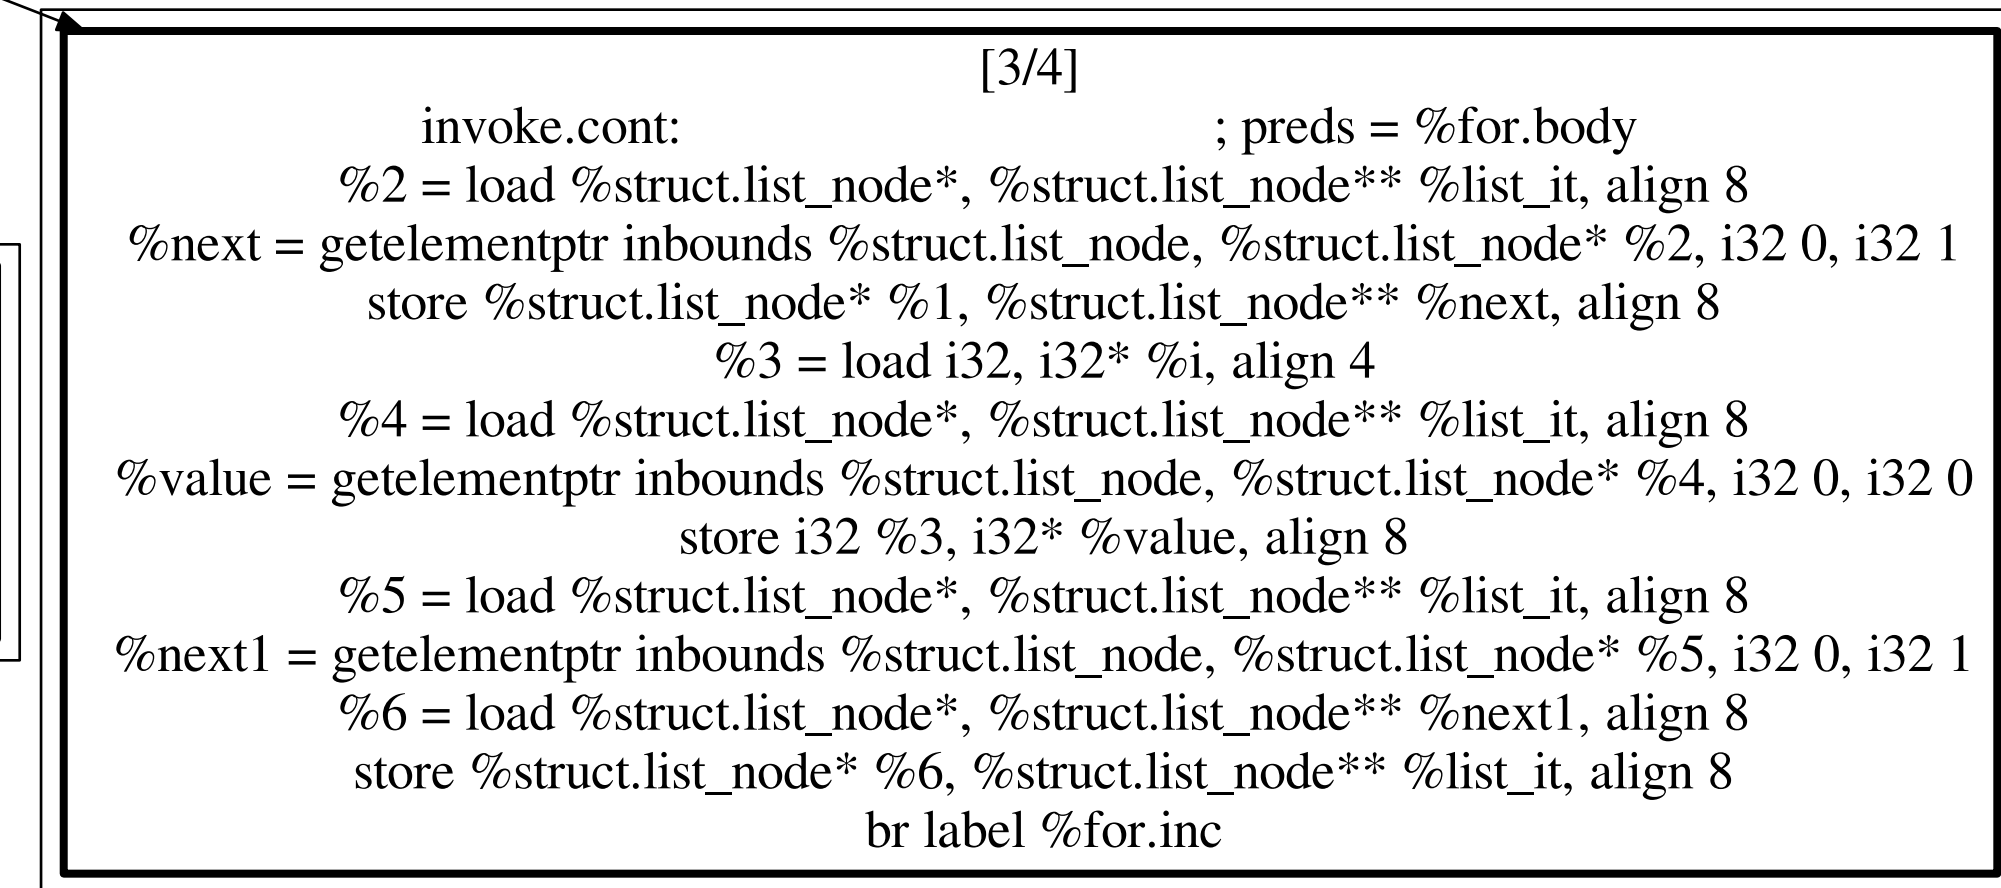 [3/4]
invoke.cont: ; preds = %for.body
%2 = load %struct.list_node*, %struct.list_node** %list_it, align 8
%next = getelementptr inbounds %struct.list_node, %struct.list_node* %2, i32 0, i32 1
store %struct.list_node* %1, %struct.list_node** %next, align 8
%3 = load i32, i32* %i, align 4
%4 = load %struct.list_node*, %struct.list_node** %list_it, align 8
%value = getelementptr inbounds %struct.list_node, %struct.list_node* %4, i32 0, i32 0
store i32 %3, i32* %value, align 8
%5 = load %struct.list_node*, %struct.list_node** %list_it, align 8
%next1 = getelementptr inbounds %struct.list_node, %struct.list_node* %5, i32 0, i32 1
%6 = load %struct.list_node*, %struct.list_node** %next1, align 8
store %struct.list_node* %6, %struct.list_node** %list_it, align 8
br label %for.inc